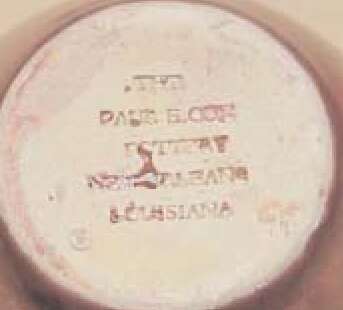 THE
PAUL E. COX
POTTERY
NEW ORLEANS
LOUISIANA